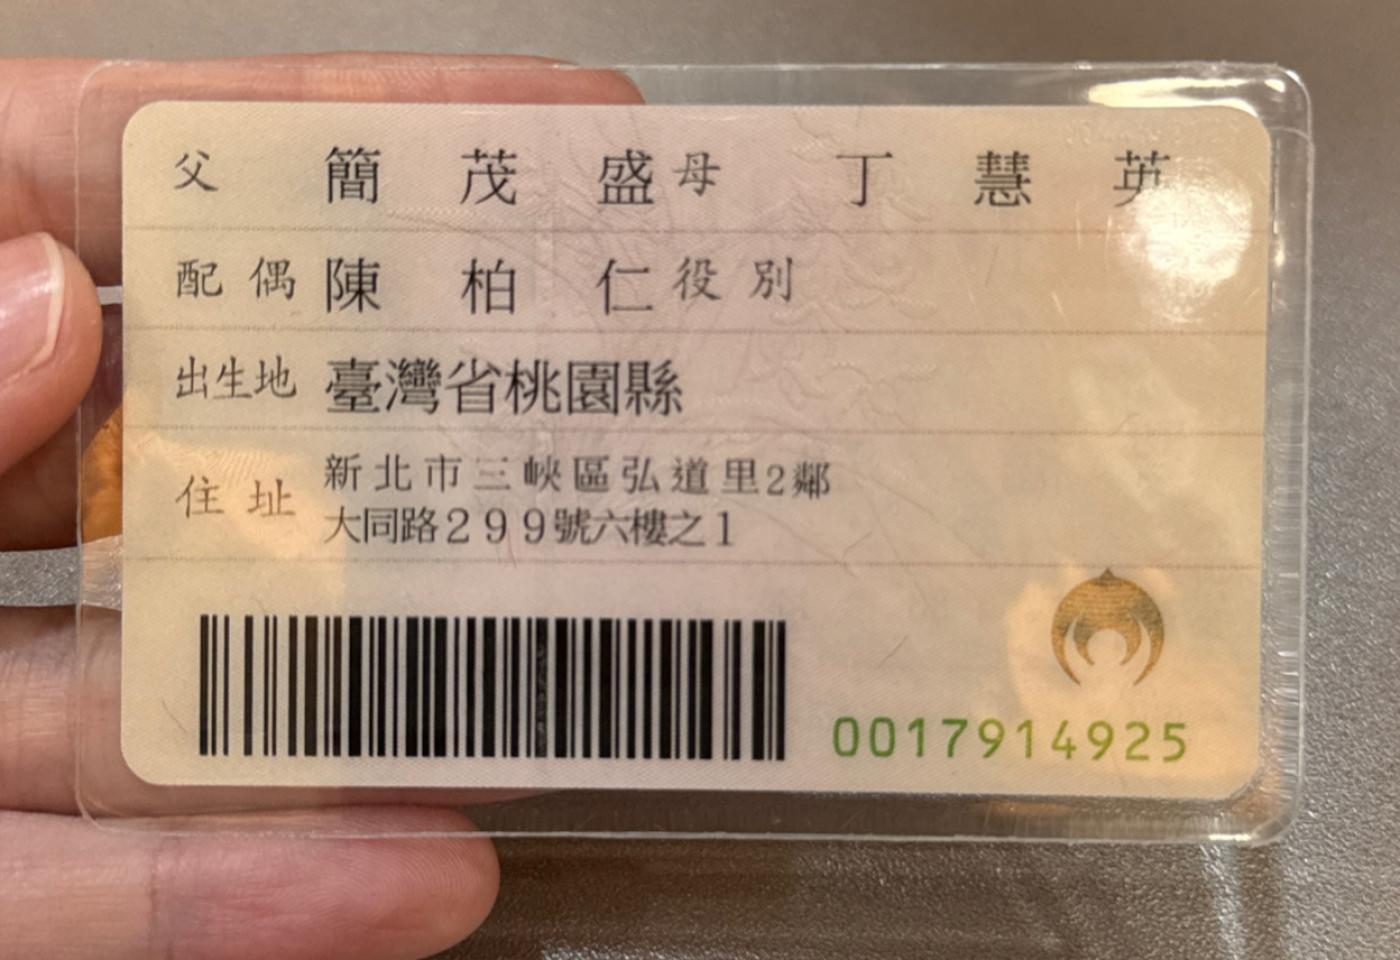 父 簡茂盛 母 丁慧英
配偶 陳柏仁 役別
出生地 臺灣省桃園縣
住址 新北市三峽區弘道里2鄰
大同路299號六樓之1
0017914925